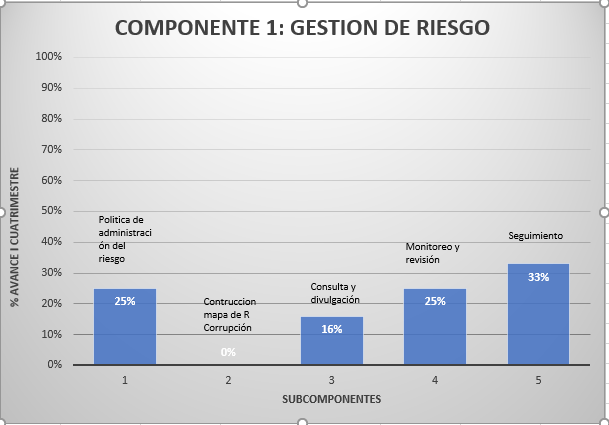 COMPONENTE 1: GESTION DE RIESGO
% AVANCE I CUATRIMESTRE
100%
90%
80%
70%
60%
50%
40%
30%
20%
10%
0%
Politica de
administraci
ón del
riesgo
25%
Contruccion
mapa de R
Corrupción
0%
Consulta y
divulgación
16%
Monitoreo y
revisión
25%
Seguimiento
33%
1 2 3 4 5
SUBCOMPONENTES